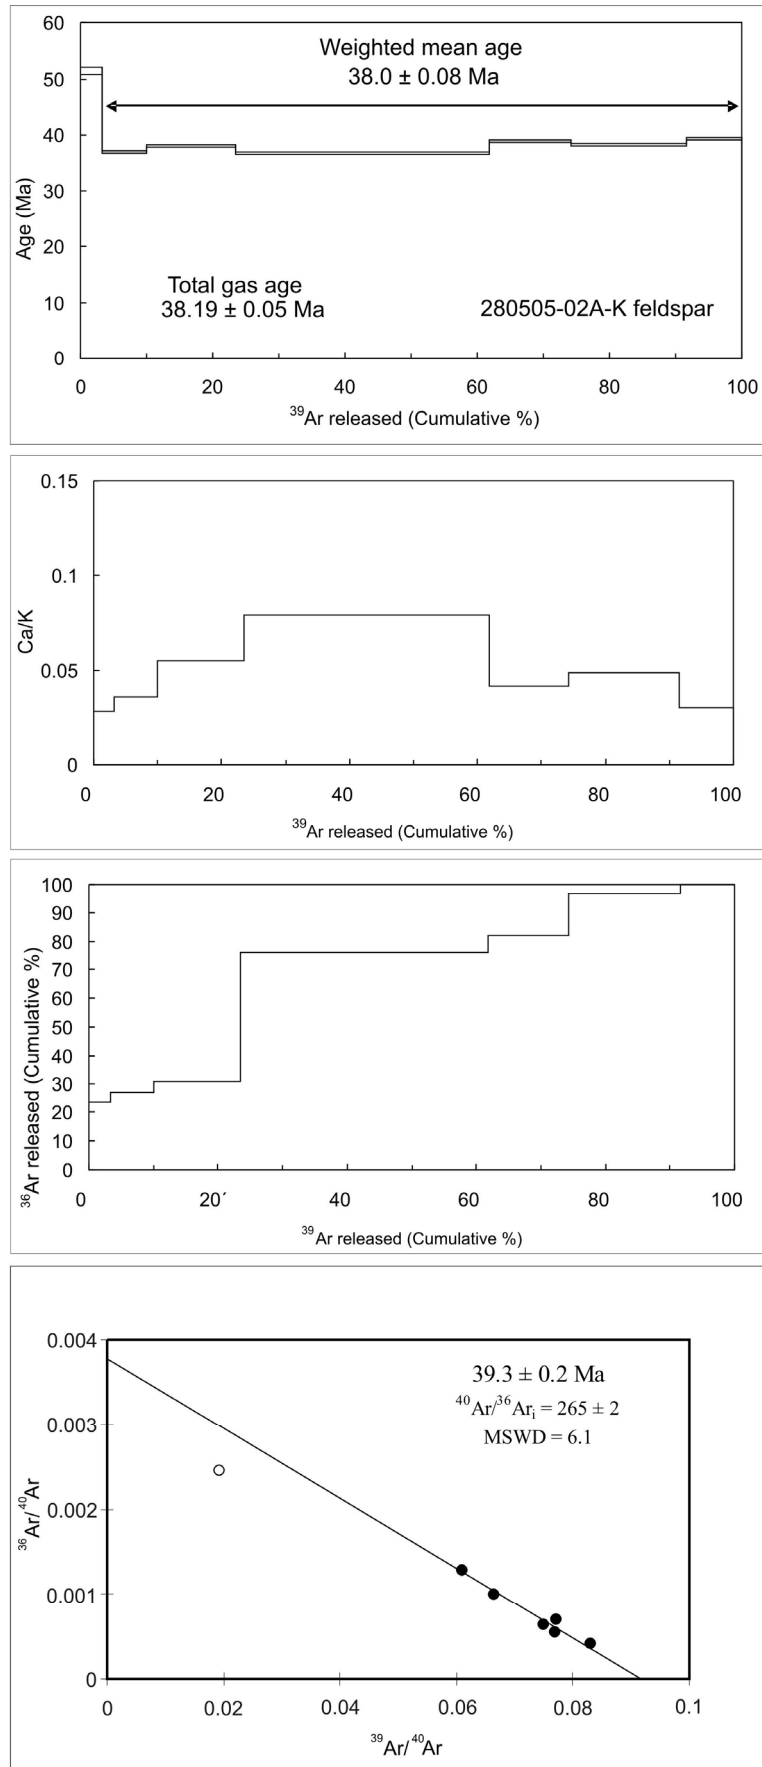 60
Weighted mean age
38.0 ± 0.08 Ma
50
40
30
20
Total gas age
38.19 ± 0.05 Ma
280505-02A-K feldspar
10
0
Age (Ma)
0 20 40 60 80 100
³⁹Ar released (Cumulative %)
0.15
0.1
0.05
0
Ca/K
0 20 40 60 80 100
³⁹Ar released (Cumulative %)
100
90
80
70
60
50
40
30
20
10
0
³⁶Ar released (Cumulative %)
0 20´ 40 60 80 100
³⁹Ar released (Cumulative %)
0.004
39.3 ± 0.2 Ma
⁴⁰Ar/³⁶Arᵢ = 265 ± 2
MSWD = 6.1
0.003
0.002
0.001
0
³⁶Ar/⁴⁰Ar
0 0.02 0.04 0.06 0.08 0.1
³⁹Ar/⁴⁰Ar